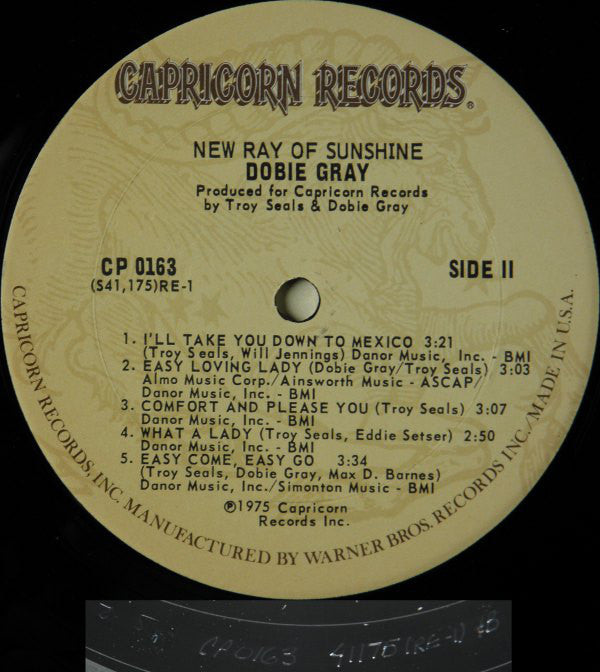 CAPRICORN RECORDS®
NEW RAY OF SUNSHINE
DOBIE GRAY
Produced for Capricorn Records
by Troy Seals & Dobie Gray
CP 0163
(S41,175)RE-1
SIDE II
1. I'LL TAKE YOU DOWN TO MEXICO 3:21
(Troy Seals, Will Jennings) Danor Music, Inc. - BMI
2. EASY LOVING LADY (Dobie Gray/Troy Seals) 3:03
Almo Music Corp./Ainsworth Music - ASCAP/
Danor Music, Inc. - BMI
3. COMFORT AND PLEASE YOU (Troy Seals) 3:07
Danor Music, Inc. - BMI
4. WHAT A LADY (Troy Seals, Eddie Setser) 2:50
Danor Music, Inc. - BMI
5. EASY COME, EASY GO 3:34
(Troy Seals, Dobie Gray, Max D. Barnes)
Danor Music, Inc./Simonton Music - BMI
℗1975 Capricorn
Records Inc.
CAPRICORN RECORDS, INC. MANUFACTURED BY WARNER BROS. RECORDS INC./MADE IN U.S.A.
CP0163 41175 (RE-1)